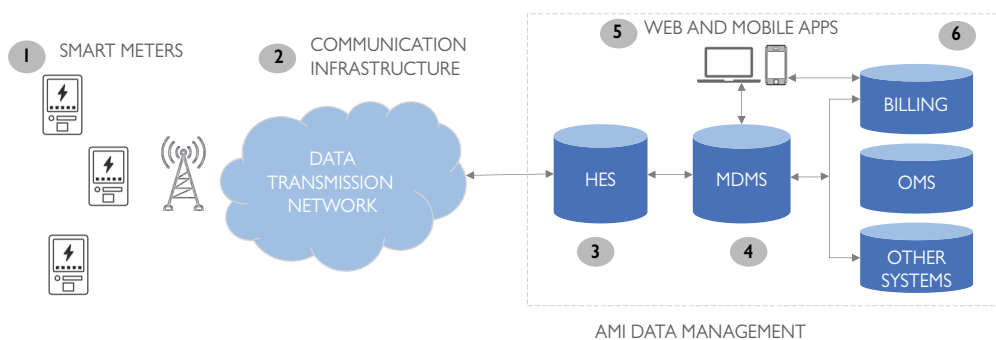 1 SMART METERS
2 COMMUNICATION
INFRASTRUCTURE
5 WEB AND MOBILE APPS
6
DATA
TRANSMISSION
NETWORK
HES
MDMS
BILLING
OMS
OTHER
SYSTEMS
3
4
AMI DATA MANAGEMENT